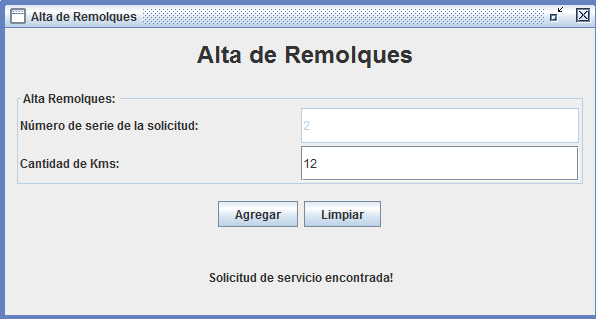 Alta de Remolques
Alta de Remolques
Alta Remolques:
Número de serie de la solicitud: 2
Cantidad de Kms: 12
Agregar Limpiar
Solicitud de servicio encontrada!